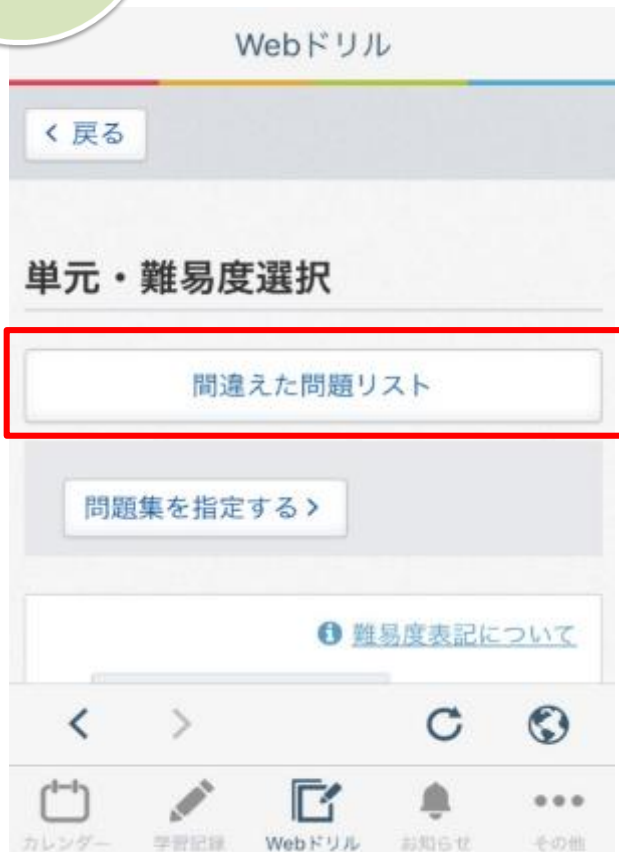 Webドリル
戻る
単元・難易度選択
間違えた問題リスト
問題集を指定する
難易度表記について
カレンダー
学習記録
Webドリル
お知らせ
その他